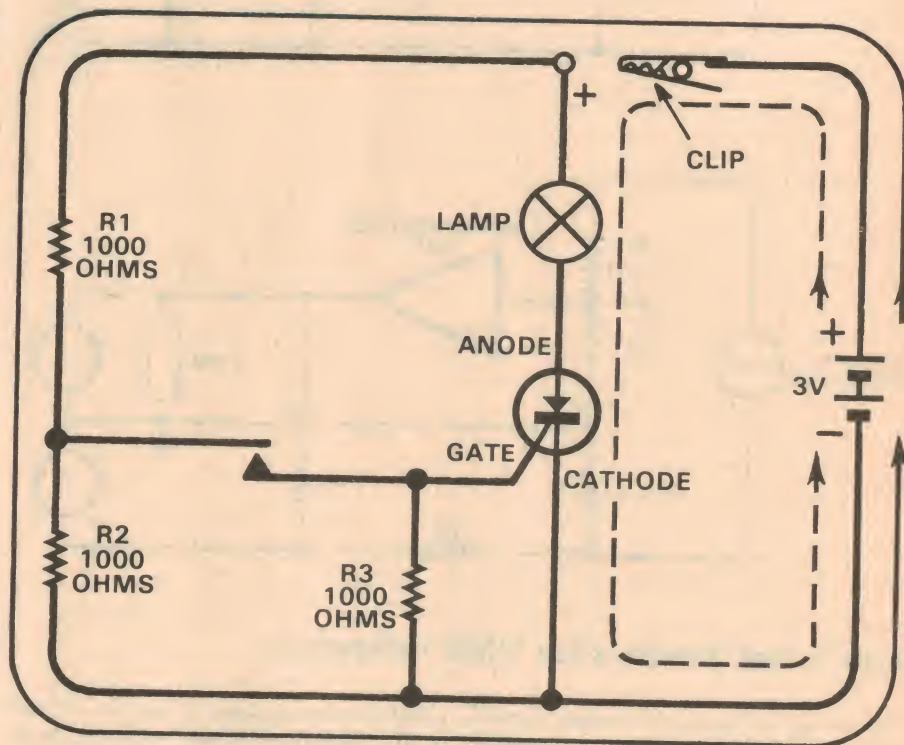 +
CLIP
LAMP
R1
1000
OHMS
ANODE
+
3V
GATE
−
CATHODE
R2
1000
OHMS
R3
1000
OHMS